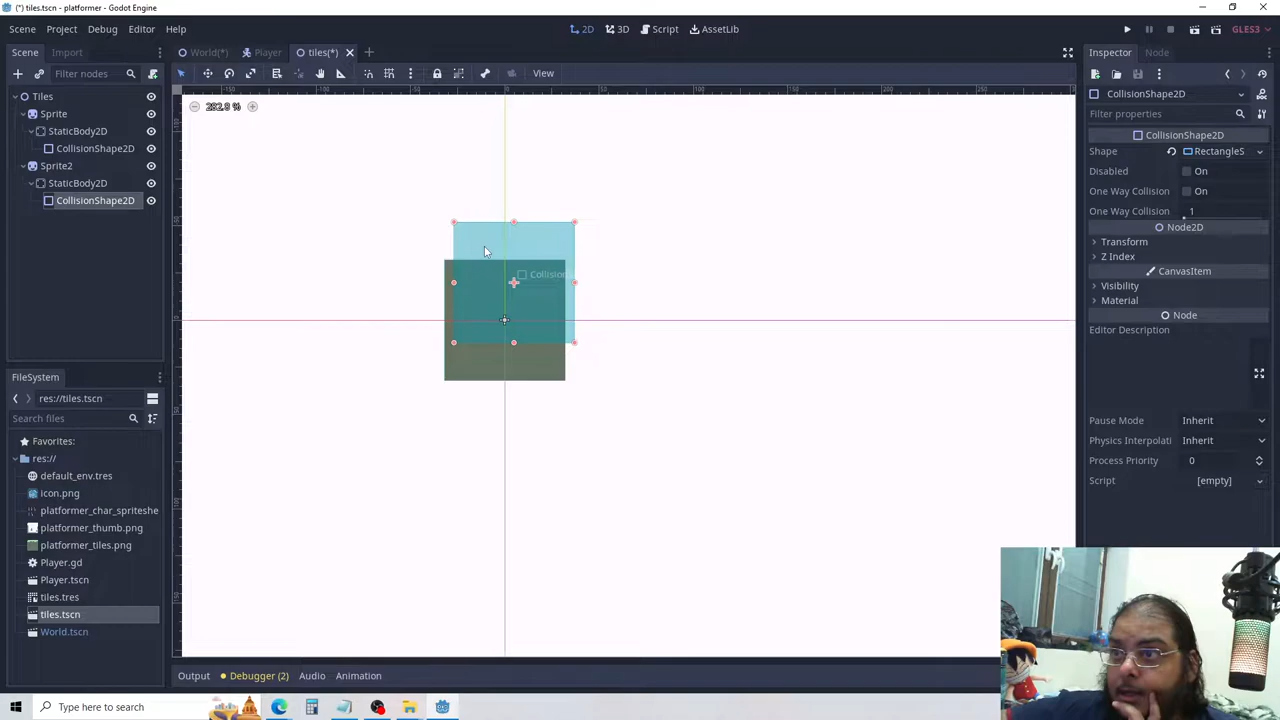 (*) tiles.tscn - platformer - Godot Engine
Scene Project Debug Editor Help
2D 3D Script AssetLib
GLES3
Scene Import
World(*) Player tiles(*)
Inspector Node
Filter nodes
View
CollisionShape2D
Filter properties
282.8 %
Tiles
Sprite
StaticBody2D
CollisionShape2D
Sprite2
StaticBody2D
CollisionShape2D
Collision
CollisionShape2D
Shape RectangleS
Disabled On
One Way Collision On
One Way Collision 1
Node2D
Transform
Z Index
CanvasItem
Visibility
Material
Node
Editor Description
Pause Mode Inherit
Physics Interpolati Inherit
Process Priority 0
Script [empty]
FileSystem
res://tiles.tscn
Search files
Favorites:
res://
default_env.tres
icon.png
platformer_char_spriteshe
platformer_thumb.png
platformer_tiles.png
Player.gd
Player.tscn
tiles.tres
tiles.tscn
World.tscn
Output Debugger (2) Audio Animation
Type here to search